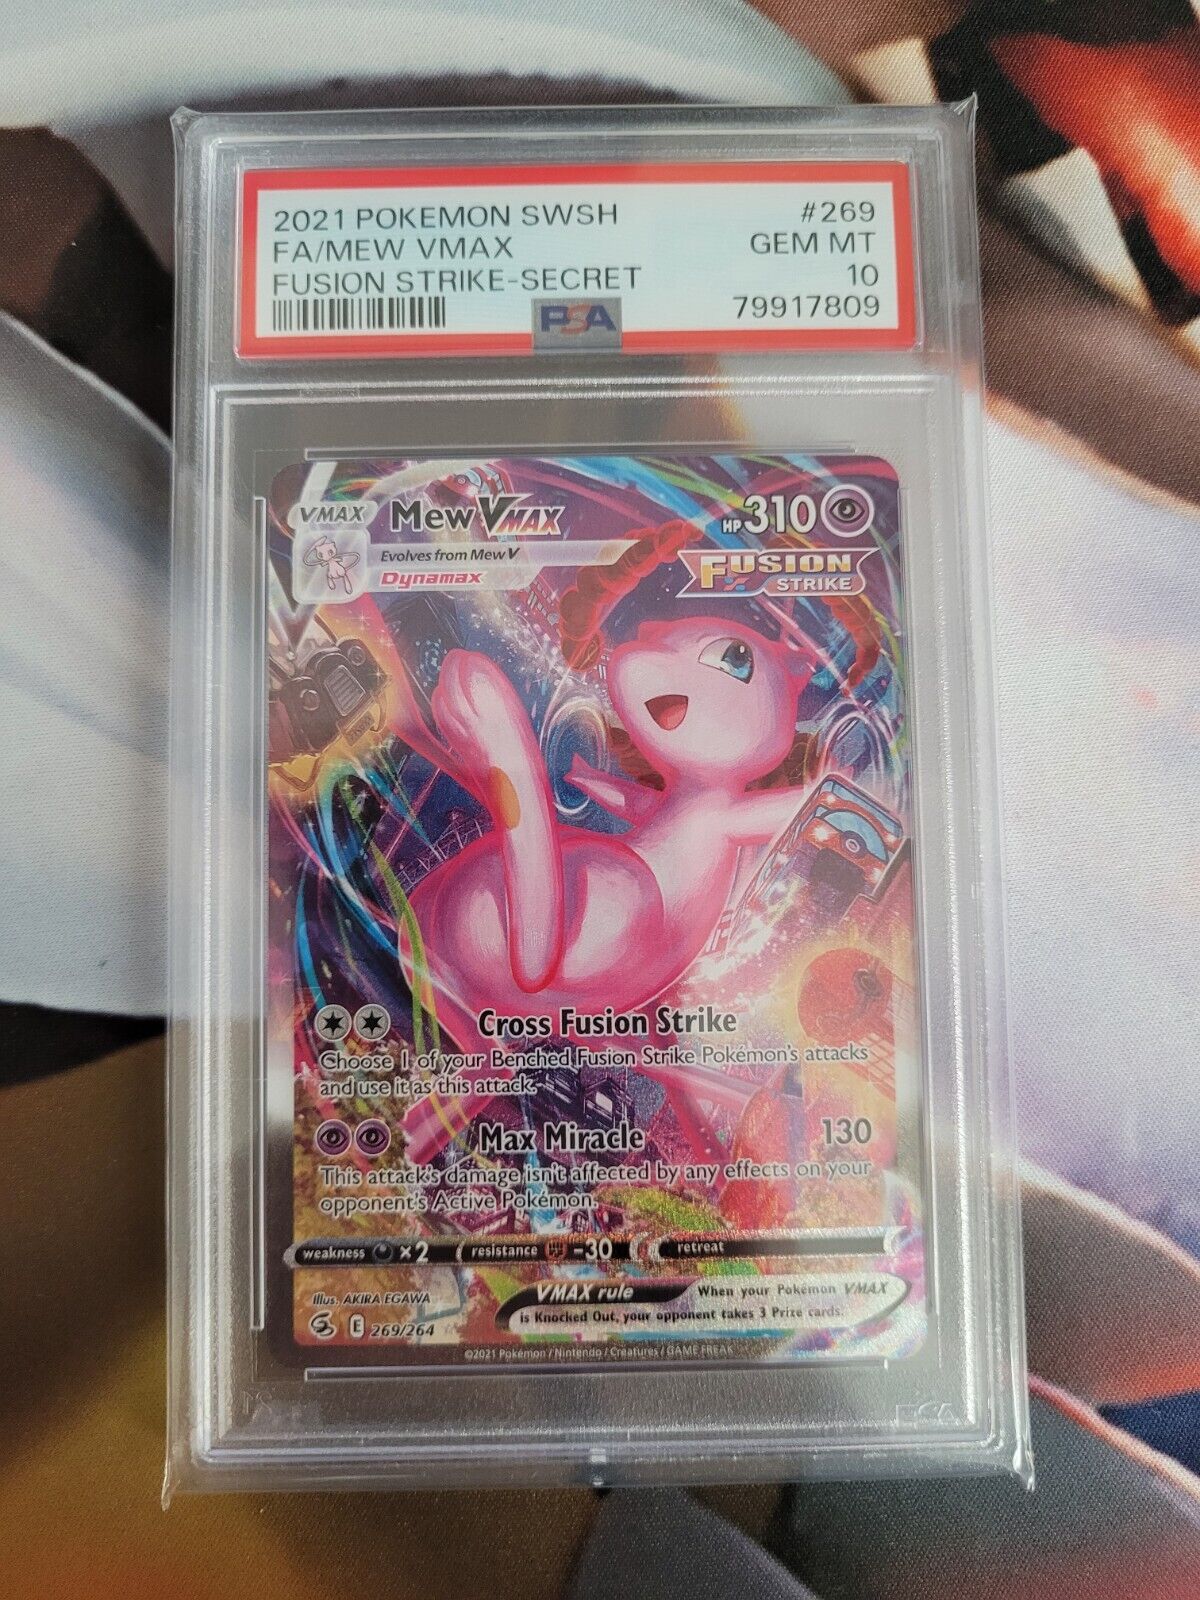 2021 POKEMON SWSH #269
FA/MEW VMAX GEM MT
FUSION STRIKE-SECRET 10
PSA 79917809
VMAX Mew VMAX HP 310
Evolves from Mew V
Dynamax
FUSION
STRIKE
Cross Fusion Strike
Choose 1 of your Benched Fusion Strike Pokémon's attacks
and use it as this attack.
Max Miracle 130
This attack's damage isn't affected by any effects on your
opponent's Active Pokémon.
weakness ×2 resistance -30 retreat
VMAX rule When your Pokémon VMAX
is Knocked Out, your opponent takes 3 Prize cards.
Illus. AKIRA EGAWA
E 269/264
©2021 Pokémon / Nintendo / Creatures / GAME FREAK